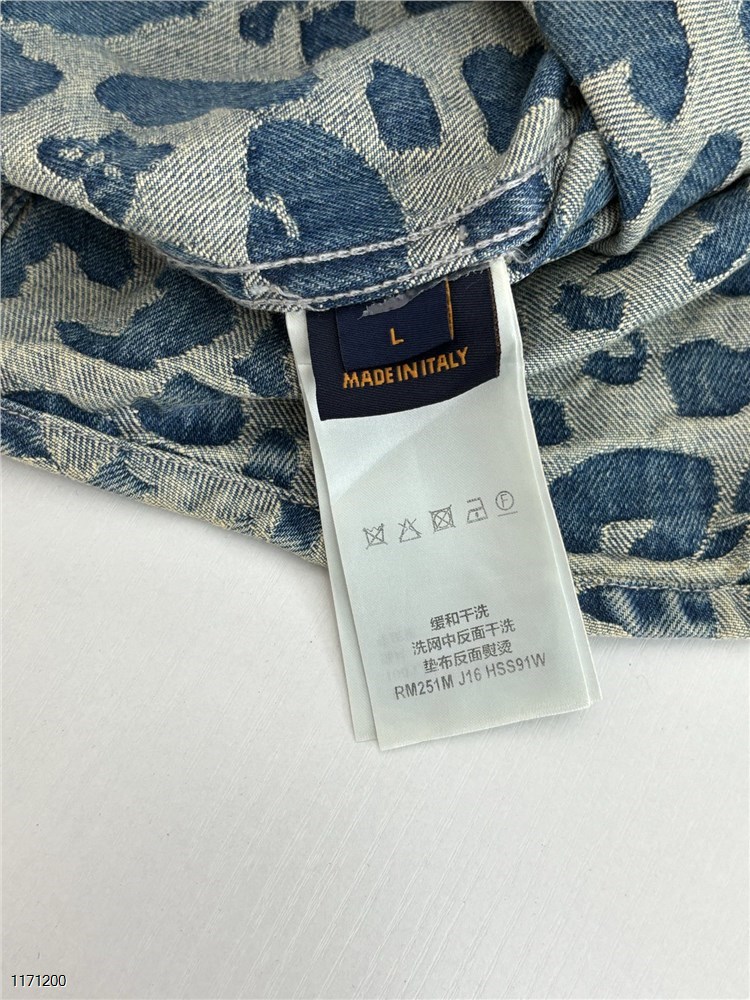 L
MADE IN ITALY
F
缓和干洗
洗网中反面干洗
垫布反面熨烫
RM251M J16 HSS91W
1171200